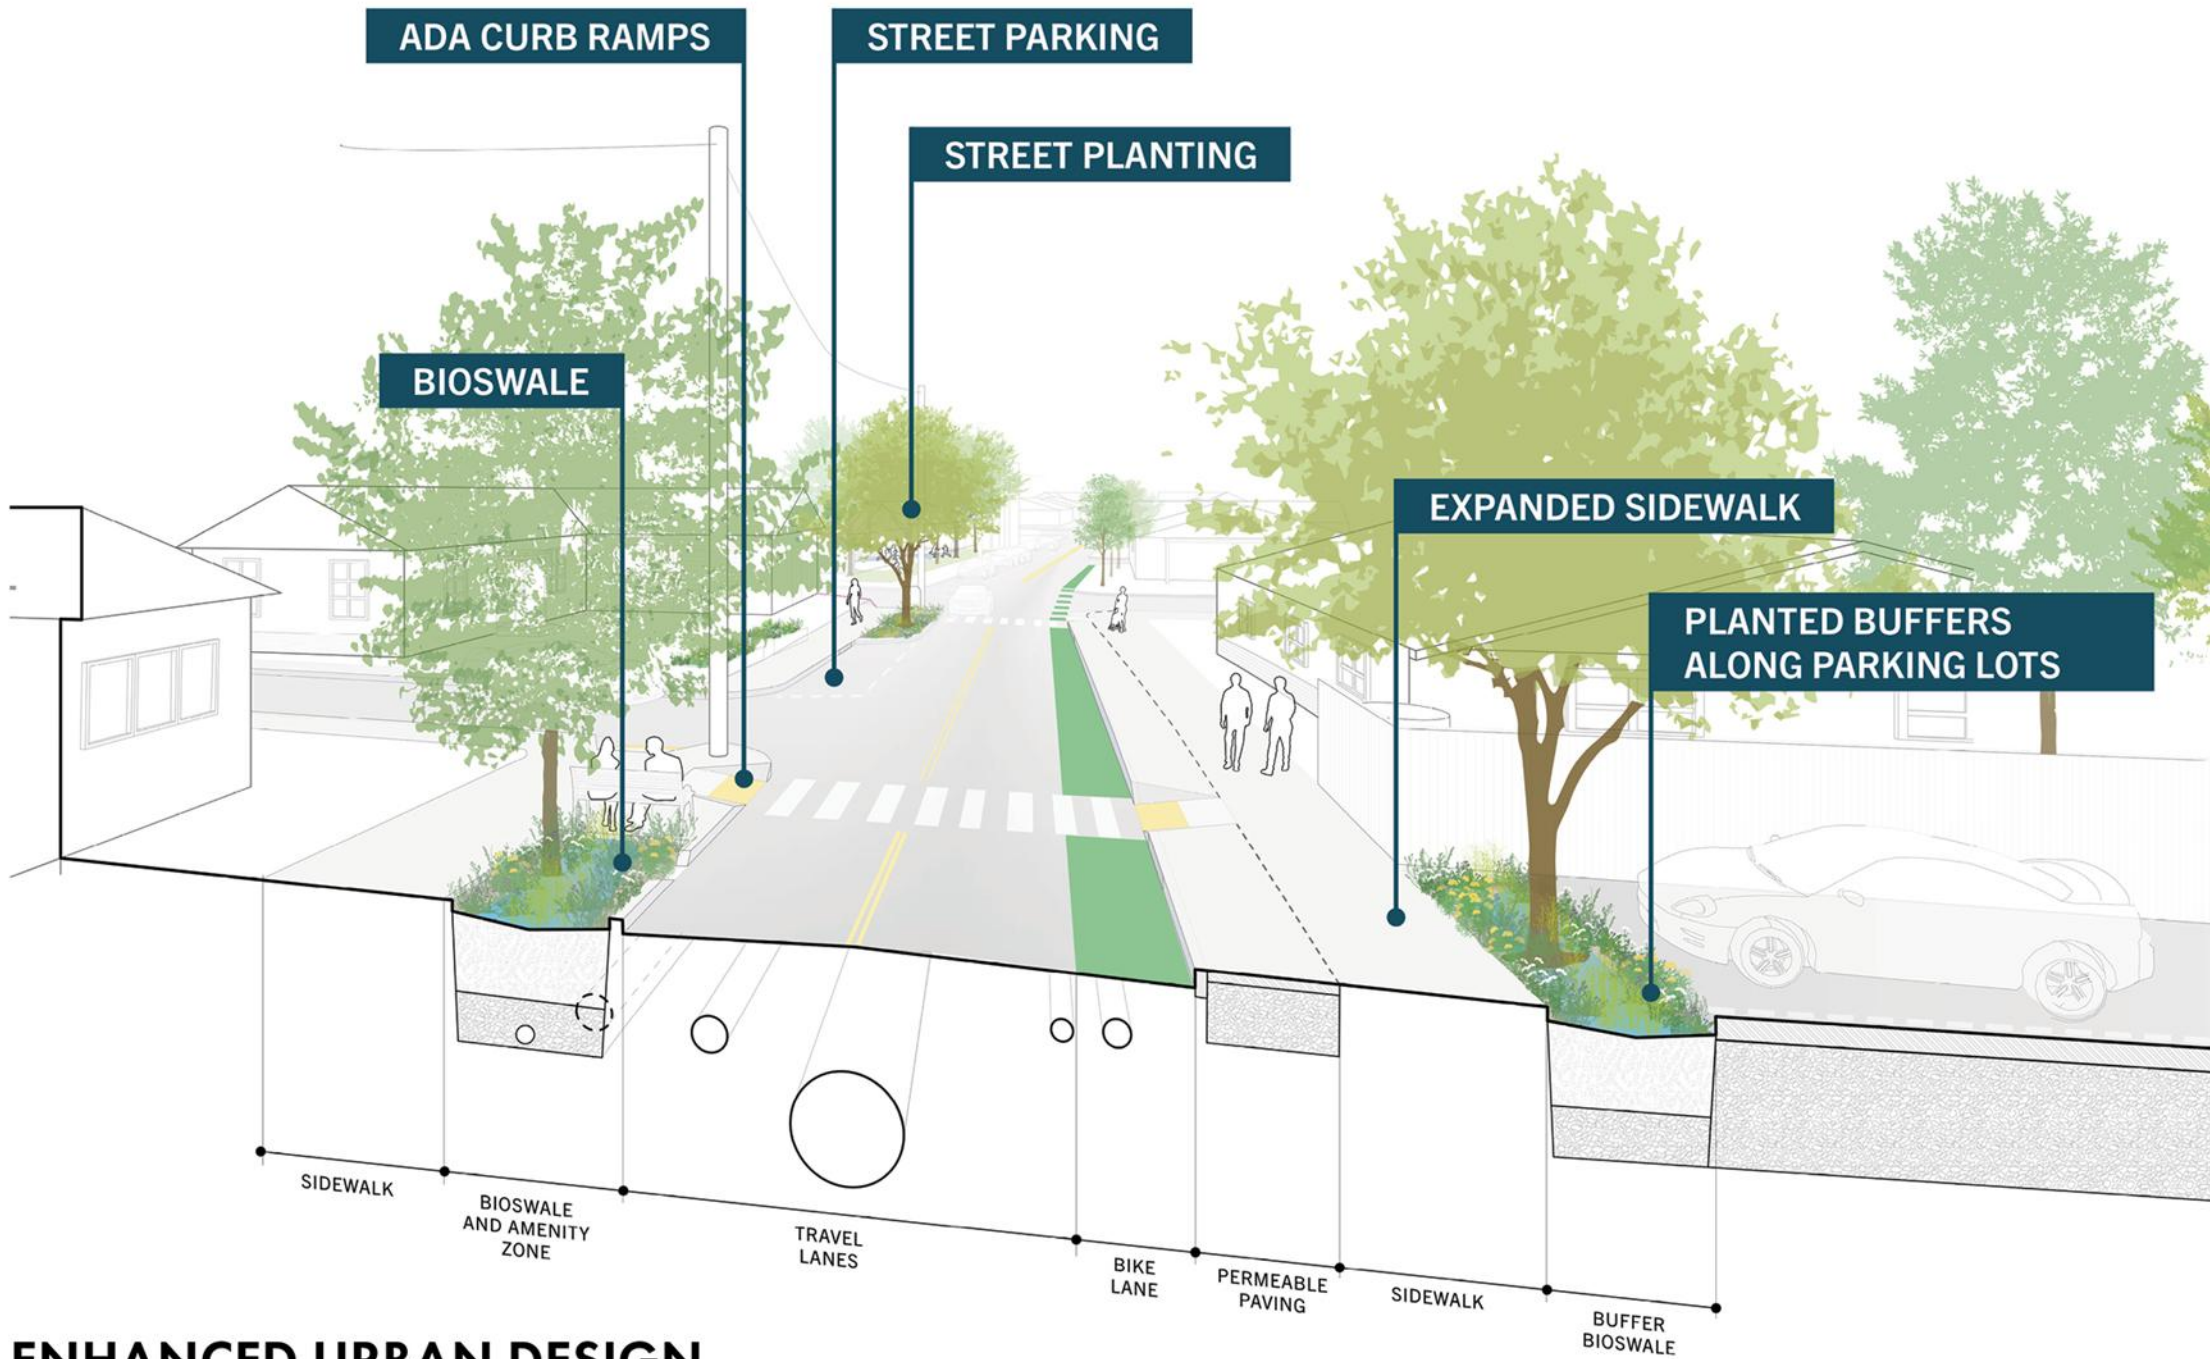 ADA CURB RAMPS
STREET PARKING
STREET PLANTING
BIOSWALE
EXPANDED SIDEWALK
PLANTED BUFFERS
ALONG PARKING LOTS
SIDEWALK
BIOSWALE
AND AMENITY
ZONE
TRAVEL
LANES
BIKE
LANE
PERMEABLE
PAVING
SIDEWALK
BUFFER
BIOSWALE
ENHANCED URBAN DESIGN